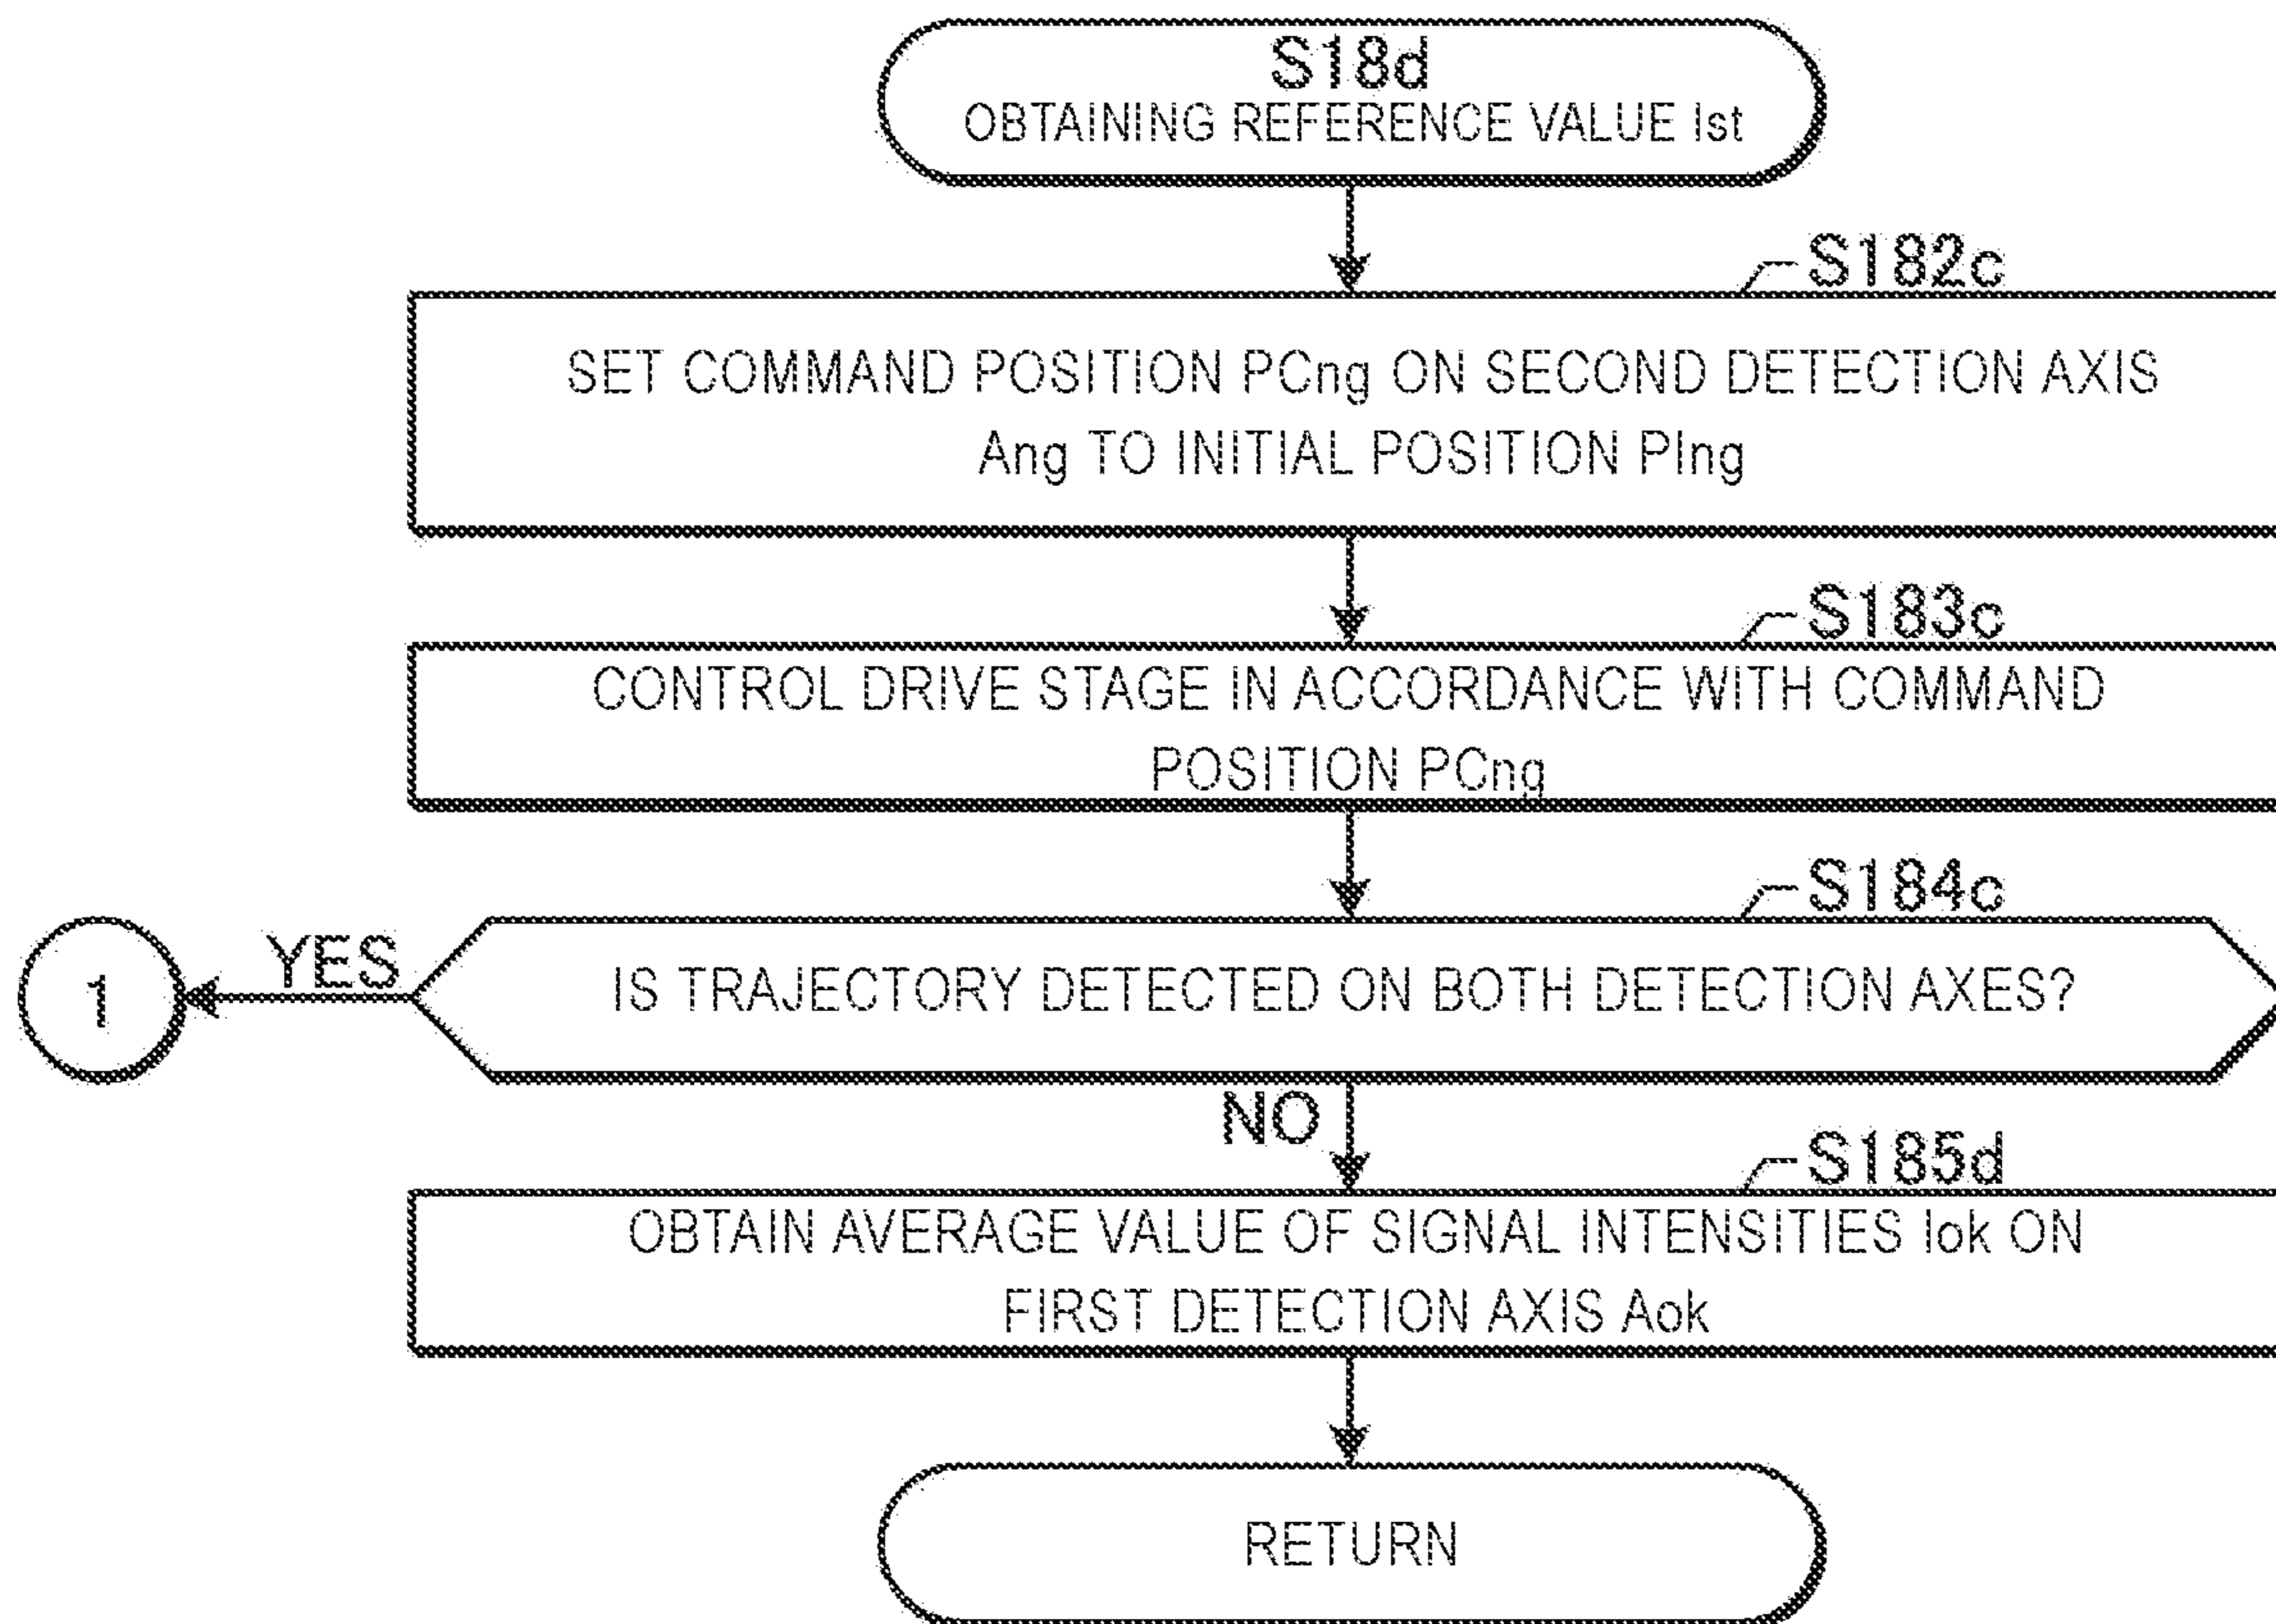 S18d
OBTAINING REFERENCE VALUE Ist
S182c
SET COMMAND POSITION PCng ON SECOND DETECTION AXIS
Ang TO INITIAL POSITION PIng
S183c
CONTROL DRIVE STAGE IN ACCORDANCE WITH COMMAND
POSITION PCng
S184c
1
YES
IS TRAJECTORY DETECTED ON BOTH DETECTION AXES?
NO
S185d
OBTAIN AVERAGE VALUE OF SIGNAL INTENSITIES Iok ON
FIRST DETECTION AXIS Aok
RETURN